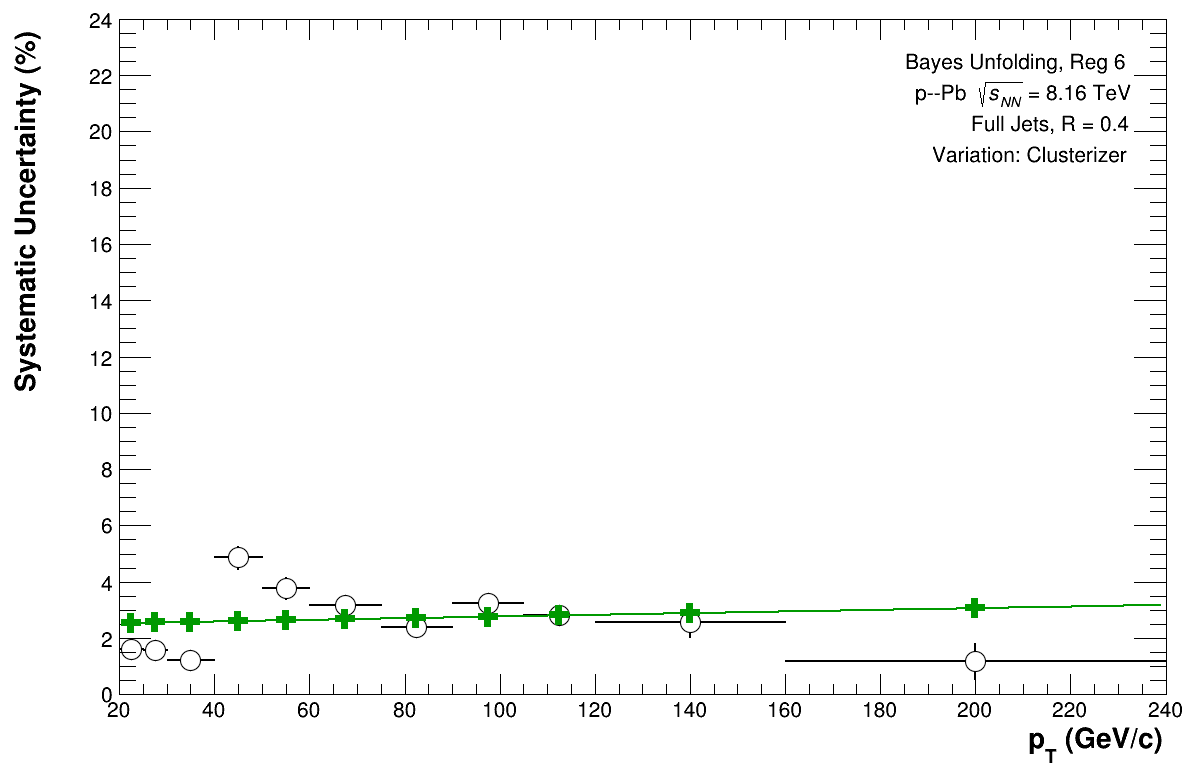 24
22
20
18
16
14
12
10
8
6
4
2
0
Systematic Uncertainty (%)
Bayes Unfolding, Reg 6
p--Pb √sNN = 8.16 TeV
Full Jets, R = 0.4
Variation: Clusterizer
20 40 60 80 100 120 140 160 180 200 220 240
pT (GeV/c)